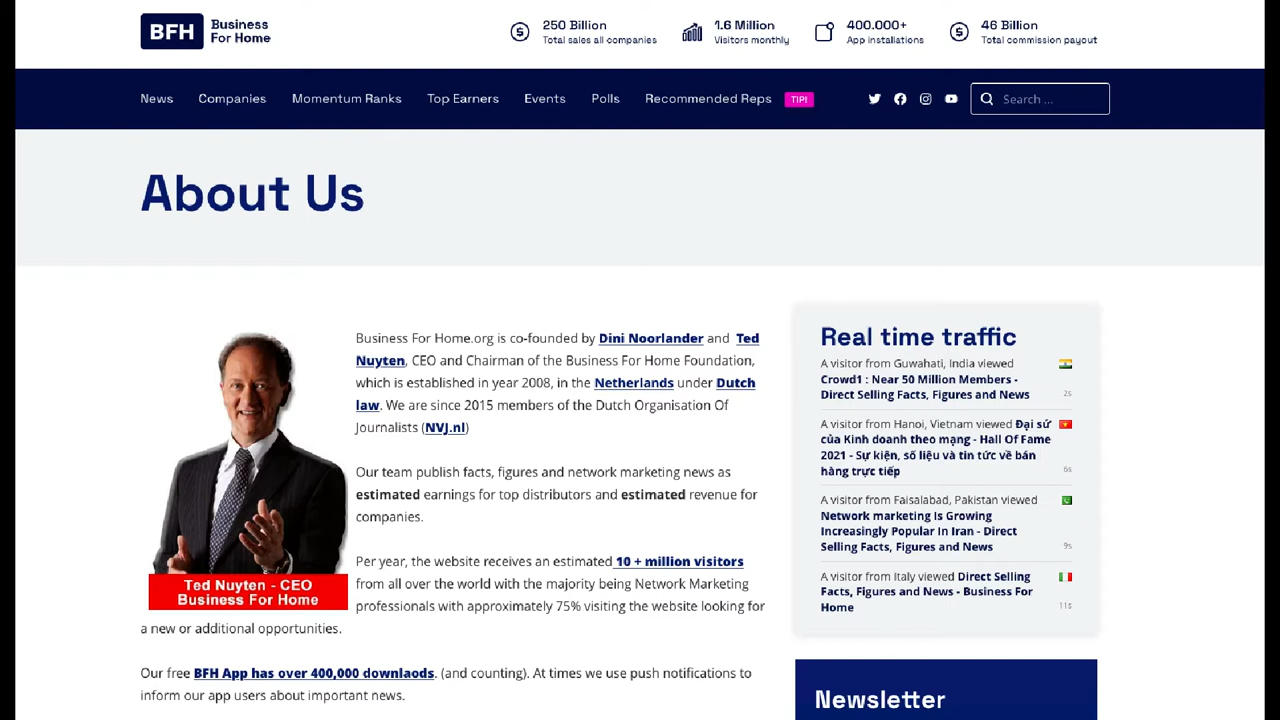 BFH Business For Home
250 Billion
Total sales all companies
1.6 Million
Visitors monthly
400.000+
App installations
46 Billion
Total commission payout
News Companies Momentum Ranks Top Earners Events Polls Recommended Reps TIP! Search ...
About Us
Business For Home.org is co-founded by Dini Noorlander and Ted
Nuyten, CEO and Chairman of the Business For Home Foundation,
which is established in year 2008, in the Netherlands under Dutch
law. We are since 2015 members of the Dutch Organisation Of
Journalists (NVJ.nl)
Our team publish facts, figures and network marketing news as
estimated earnings for top distributors and estimated revenue for
companies.
Per year, the website receives an estimated 10 + million visitors
from all over the world with the majority being Network Marketing
professionals with approximately 75% visiting the website looking for
a new or additional opportunities.
Ted Nuyten - CEO
Business For Home
Our free BFH App has over 400,000 downlaods. (and counting). At times we use push notifications to
inform our app users about important news.
Real time traffic
A visitor from Guwahati, India viewed
Crowd1 : Near 50 Million Members -
Direct Selling Facts, Figures and News
2s
A visitor from Hanoi, Vietnam viewed Đại sứ
của Kinh doanh theo mạng - Hall Of Fame
2021 - Sự kiện, số liệu và tin tức về bán
hàng trực tiếp
6s
A visitor from Faisalabad, Pakistan viewed
Network marketing Is Growing
Increasingly Popular In Iran - Direct
Selling Facts, Figures and News
9s
A visitor from Italy viewed Direct Selling
Facts, Figures and News - Business For
Home
11s
Newsletter